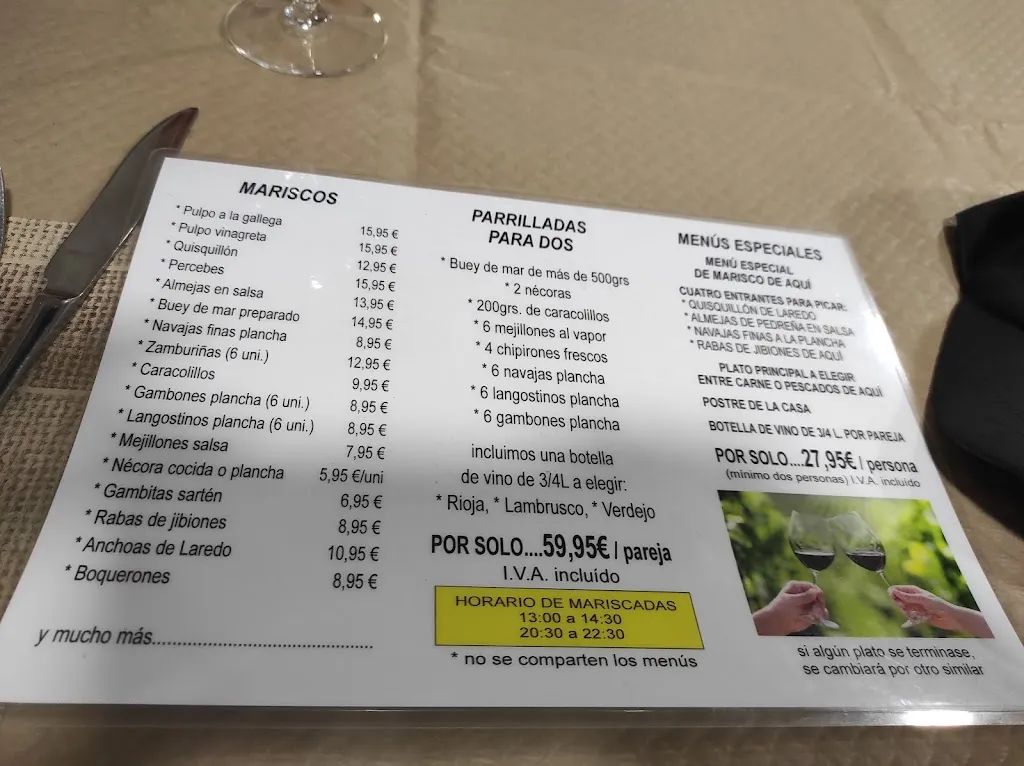 MARISCOS
* Pulpo a la gallega 15,95 €
* Pulpo vinagreta 15,95 €
* Quisquillón 12,95 €
* Percebes 15,95 €
* Almejas en salsa 13,95 €
* Buey de mar preparado 14,95 €
* Navajas finas plancha 8,95 €
* Zamburiñas (6 uni.) 12,95 €
* Caracolillos 9,95 €
* Gambones plancha (6 uni.) 8,95 €
* Langostinos plancha (6 uni.) 8,95 €
* Mejillones salsa 7,95 €
* Nécora cocida o plancha 5,95 €/uni
* Gambitas sartén 6,95 €
* Rabas de jibiones 8,95 €
* Anchoas de Laredo 10,95 €
* Boquerones 8,95 €
y mucho más............................................
PARRILLADAS
PARA DOS
* Buey de mar de más de 500grs
* 2 nécoras
* 200grs. de caracolillos
* 6 mejillones al vapor
* 4 chipirones frescos
* 6 navajas plancha
* 6 langostinos plancha
* 6 gambones plancha
incluimos una botella
de vino de 3/4L a elegir:
* Rioja, * Lambrusco, * Verdejo
POR SOLO....59,95€ / pareja
I.V.A. incluído
HORARIO DE MARISCADAS
13:00 a 14:30
20:30 a 22:30
* no se comparten los menús
MENÚS ESPECIALES
MENÚ ESPECIAL
DE MARISCO DE AQUÍ
CUATRO ENTRANTES PARA PICAR:
* QUISQUILLÓN DE LAREDO
* ALMEJAS DE PEDREÑA EN SALSA
* NAVAJAS FINAS A LA PLANCHA
* RABAS DE JIBIONES DE AQUÍ
PLATO PRINCIPAL A ELEGIR
ENTRE CARNE O PESCADOS DE AQUÍ
POSTRE DE LA CASA
BOTELLA DE VINO DE 3/4 L. POR PAREJA
POR SOLO....27,95€ / persona
(mínimo dos personas) I.V.A. incluído
si algún plato se terminase,
se cambiará por otro similar